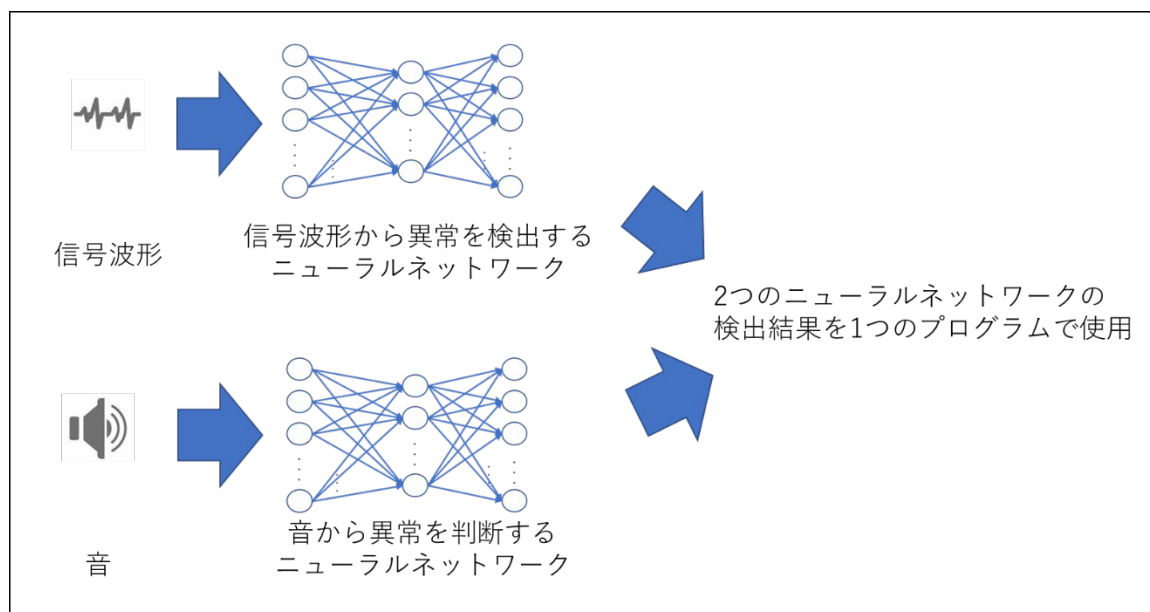 信号波形
信号波形から異常を検出する
ニューラルネットワーク
2つのニューラルネットワークの
検出結果を1つのプログラムで使用
音
音から異常を判断する
ニューラルネットワーク